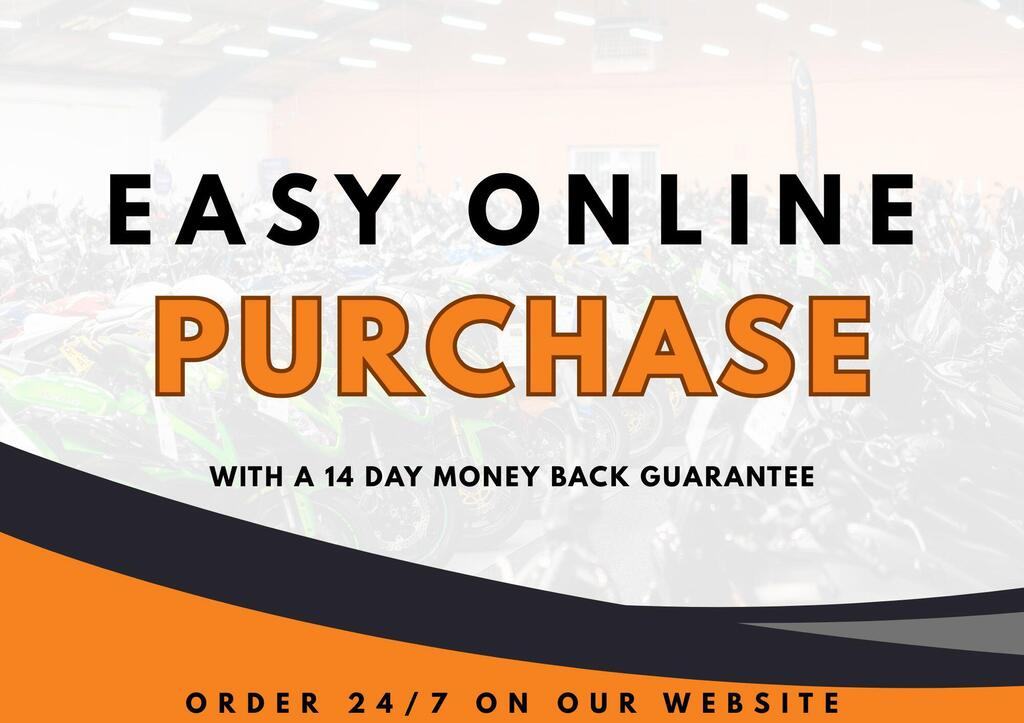 EASY ONLINE
PURCHASE
WITH A 14 DAY MONEY BACK GUARANTEE
ORDER 24/7 ON OUR WEBSITE